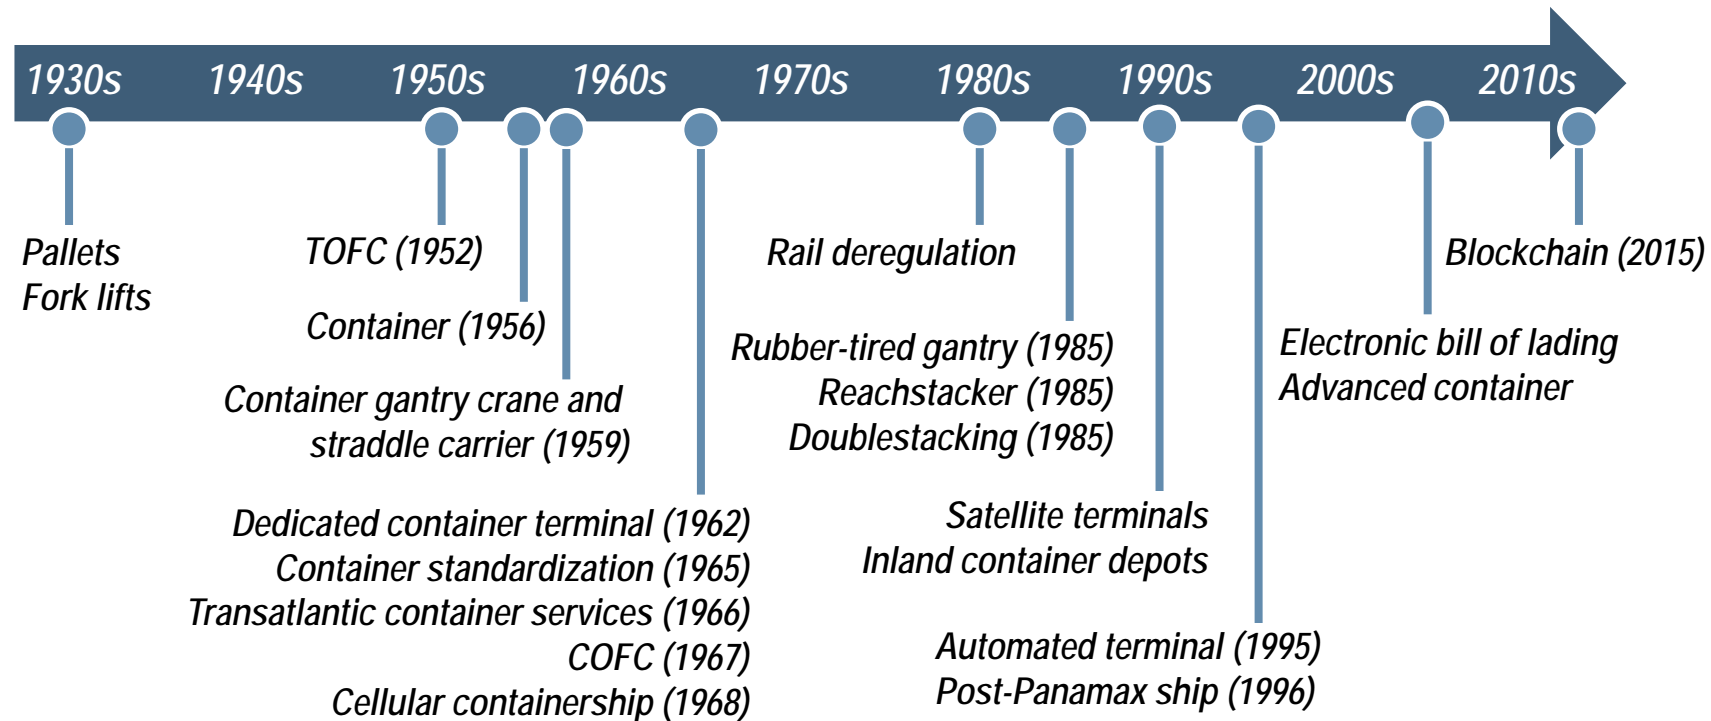 1930s 1940s 1950s 1960s 1970s 1980s 1990s 2000s 2010s
Pallets
Fork lifts
TOFC (1952)
Container (1956)
Container gantry crane and
straddle carrier (1959)
Dedicated container terminal (1962)
Container standardization (1965)
Transatlantic container services (1966)
COFC (1967)
Cellular containership (1968)
Rail deregulation
Rubber-tired gantry (1985)
Reachstacker (1985)
Doublestacking (1985)
Satellite terminals
Inland container depots
Automated terminal (1995)
Post-Panamax ship (1996)
Electronic bill of lading
Advanced container
Blockchain (2015)